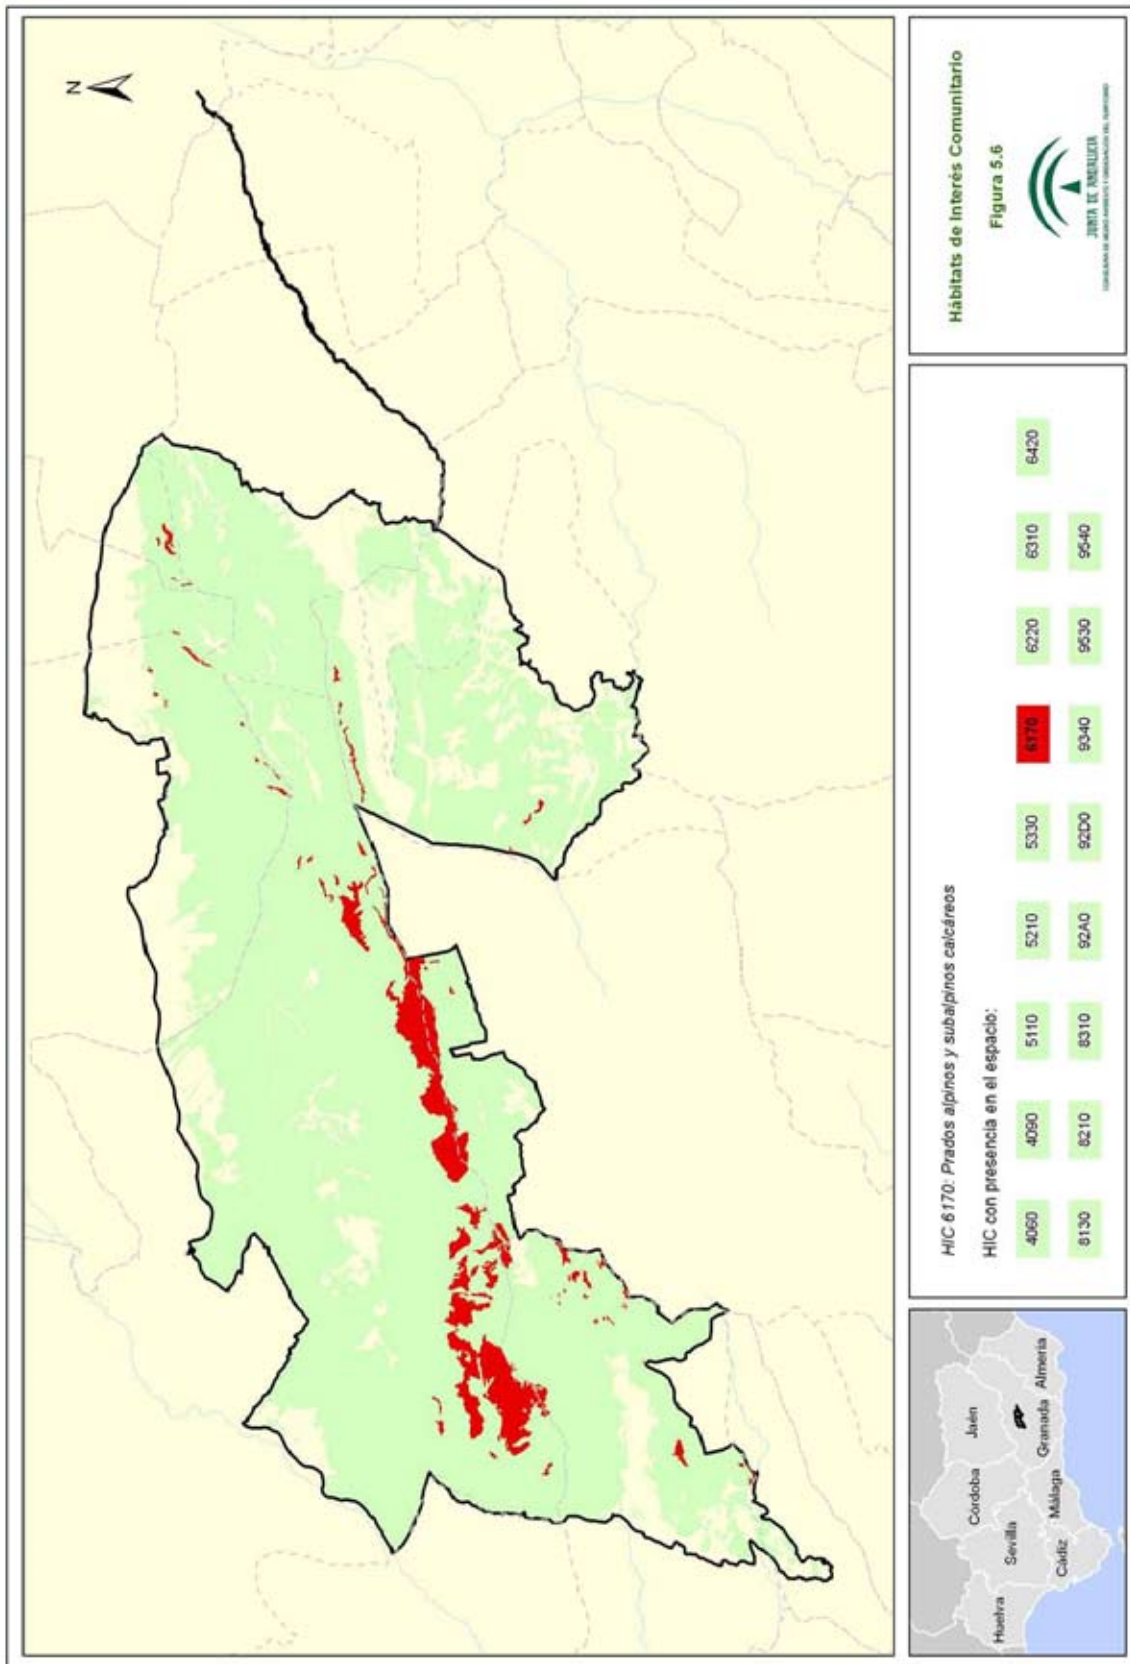 N
Huelva
Sevilla
Córdoba
Jaén
Cádiz
Málaga
Granada
Almería
HIC 6170: Prados alpinos y subalpinos calcáreos
HIC con presencia en el espacio:
4060 4090 5110 5210 5330 6170 6220 6310 6420
8130 8210 8310 92A0 92D0 9340 9530 9540
Hábitats de Interés Comunitario
Figura 5.6
JUNTA DE ANDALUCIA